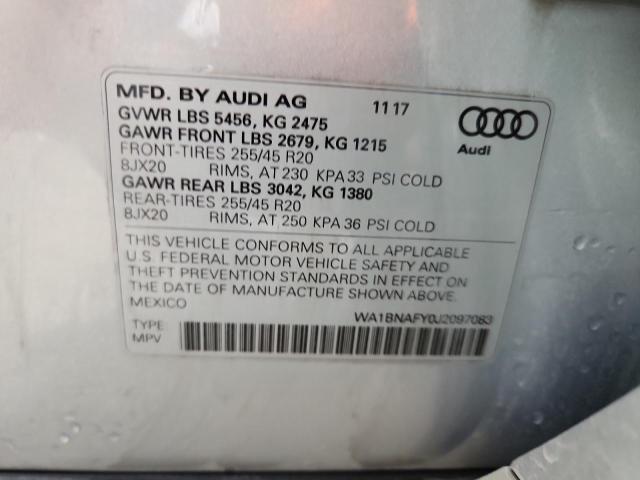 MFD. BY AUDI AG 11 17
GVWR LBS 5456, KG 2475
GAWR FRONT LBS 2679, KG 1215
FRONT-TIRES 255/45 R20
8JX20 RIMS, AT 230 KPA 33 PSI COLD
GAWR REAR LBS 3042, KG 1380
REAR-TIRES 255/45 R20
8JX20 RIMS, AT 250 KPA 36 PSI COLD
Audi
THIS VEHICLE CONFORMS TO ALL APPLICABLE
U.S. FEDERAL MOTOR VEHICLE SAFETY AND
THEFT PREVENTION STANDARDS IN EFFECT ON
THE DATE OF MANUFACTURE SHOWN ABOVE.
MEXICO
WA1BNAFY0J2097063
TYPE
MPV